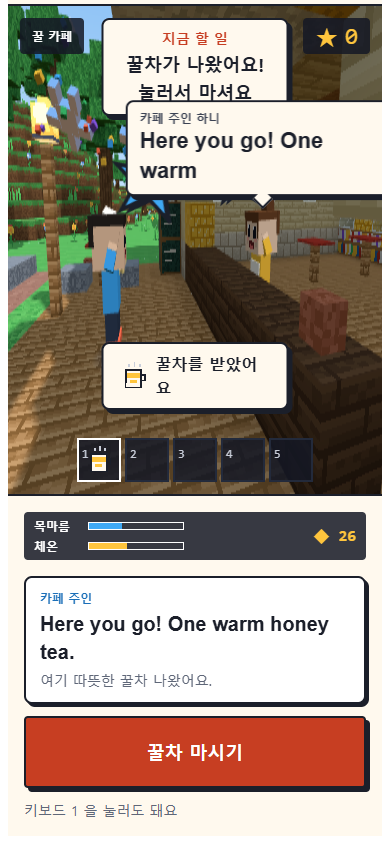 꿀 카페
지금 할 일
꿀차가 나왔어요!
눌러서 마셔요
★ 0
카페 주인 하니
Here you go! One
warm
꿀차를 받았어
요
1 2 3 4 5
목마름
체온
26
카페 주인
Here you go! One warm honey
tea.
여기 따뜻한 꿀차 나왔어요.
꿀차 마시기
키보드 1 을 눌러도 돼요